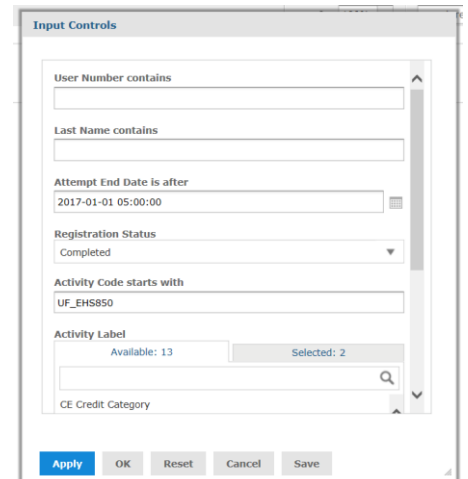 Input Controls
User Number contains
Last Name contains
Attempt End Date is after
2017-01-01 05:00:00
Registration Status
Completed
Activity Code starts with
UF_EHS850
Activity Label
Available: 13 Selected: 2
CE Credit Category
Apply OK Reset Cancel Save